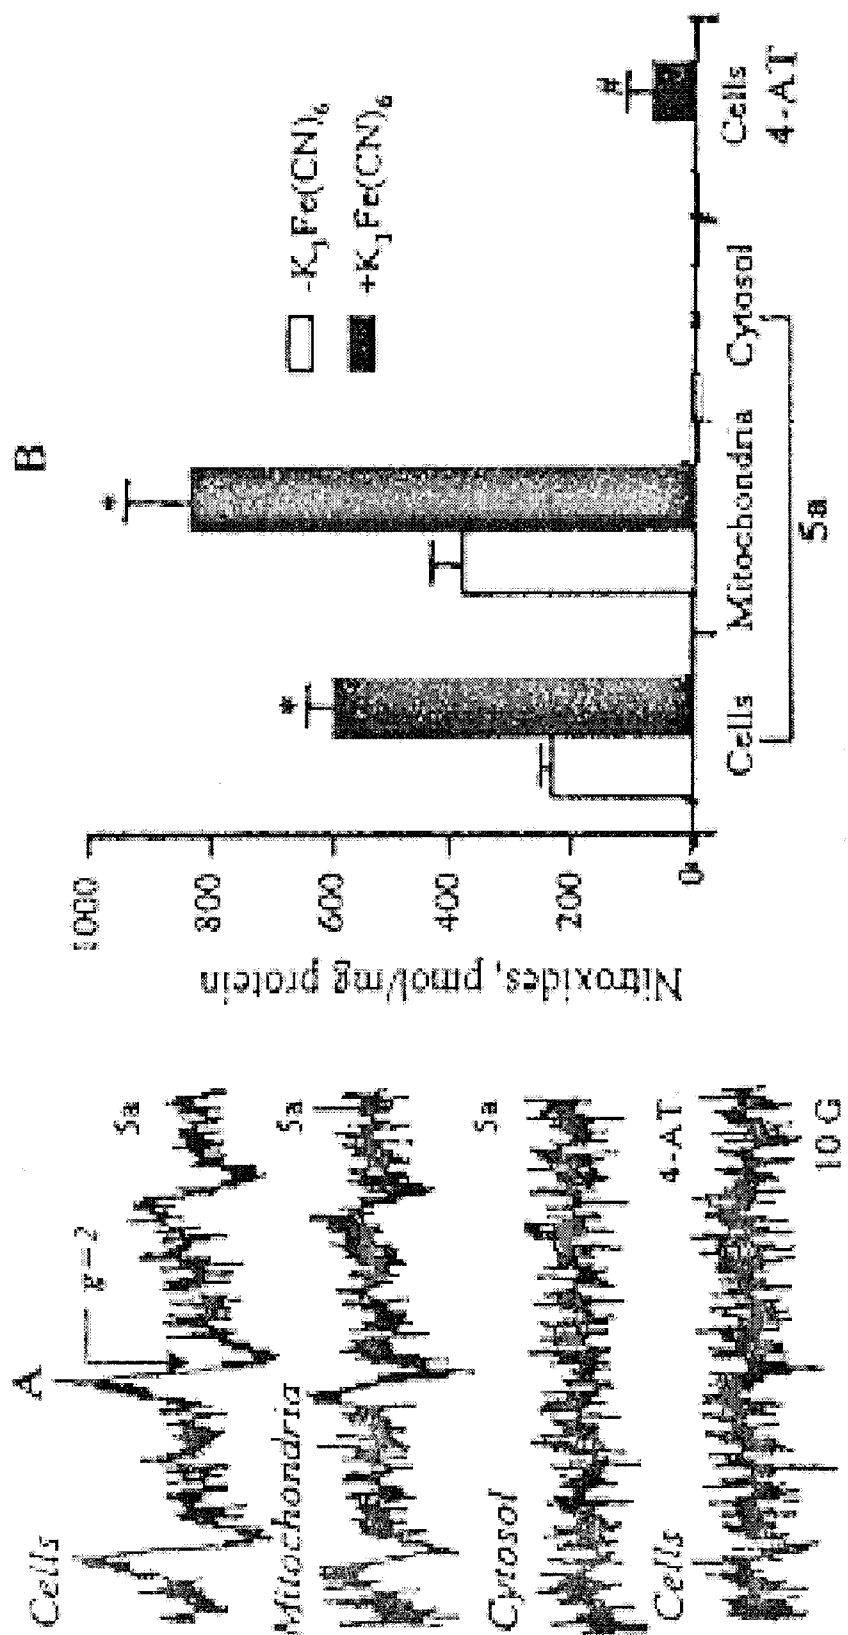 A
Cells
g=2
5a
Mitochondria
5a
Cytosol
5a
Cells
4-AT
10 G
B
Nitroxides, pmol/mg protein
1000
800
600
400
200
0
-K3Fe(CN)6
+K3Fe(CN)6
*
*
#
Cells
Mitochondria
Cytosol
Cells
4-AT
5a